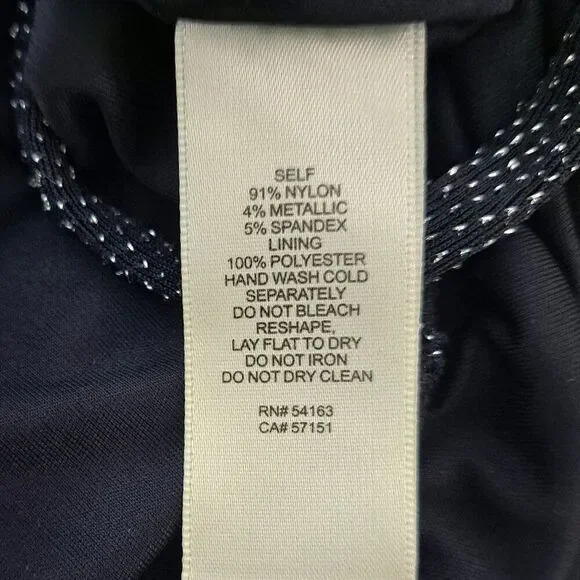 SELF
91% NYLON
4% METALLIC
5% SPANDEX
LINING
100% POLYESTER
HAND WASH COLD
SEPARATELY
DO NOT BLEACH
RESHAPE,
LAY FLAT TO DRY
DO NOT IRON
DO NOT DRY CLEAN
RN# 54163
CA# 57151